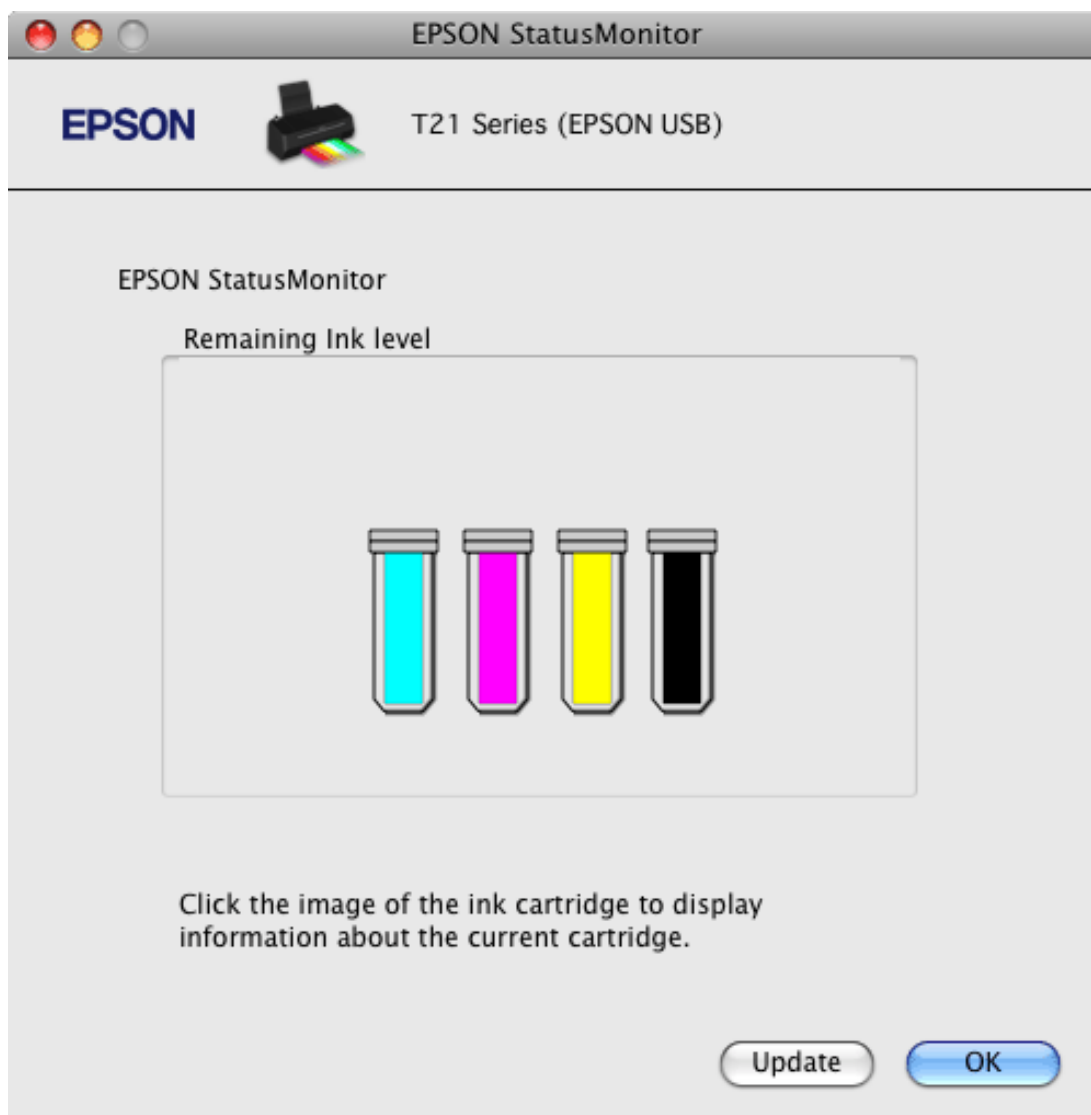 EPSON StatusMonitor
EPSON
T21 Series (EPSON USB)
EPSON StatusMonitor
Remaining Ink level
Click the image of the ink cartridge to display
information about the current cartridge.
Update
OK